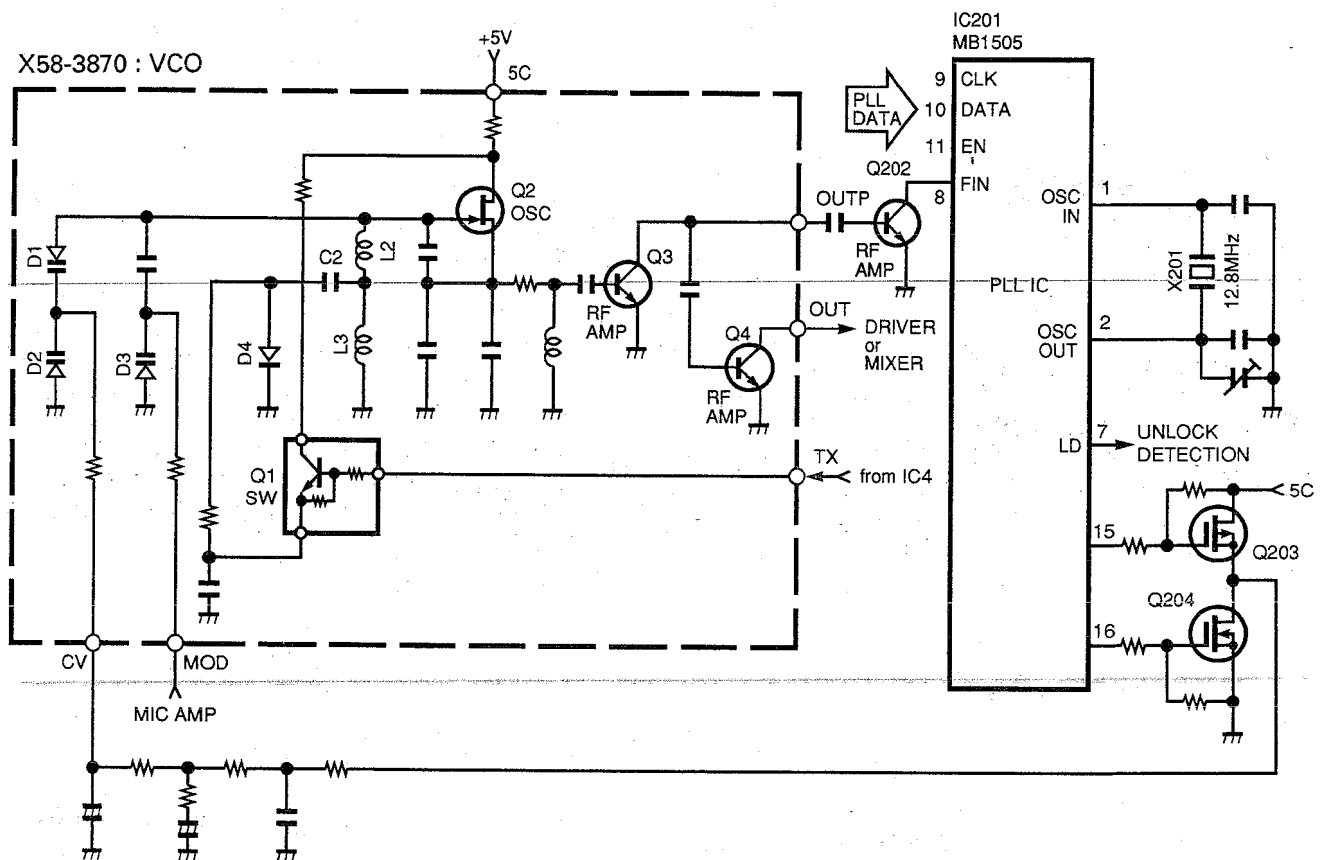 X58-3870 : VCO
+5V
5C
IC201
MB1505
PLL
DATA
9 CLK
10 DATA
11 EN
FIN
8
Q202
OUTP
RF
AMP
OSC
IN
1
PLL IC
X201
12.8MHz
OSC
OUT
2
LD
7
UNLOCK
DETECTION
15
16
5C
Q203
Q204
Q2
OSC
D1
D2
D3
D4
C2
L2
L3
Q3
RF
AMP
Q4
RF
AMP
OUT
DRIVER
or
MIXER
Q1
SW
TX
from IC4
CV
MOD
MIC AMP